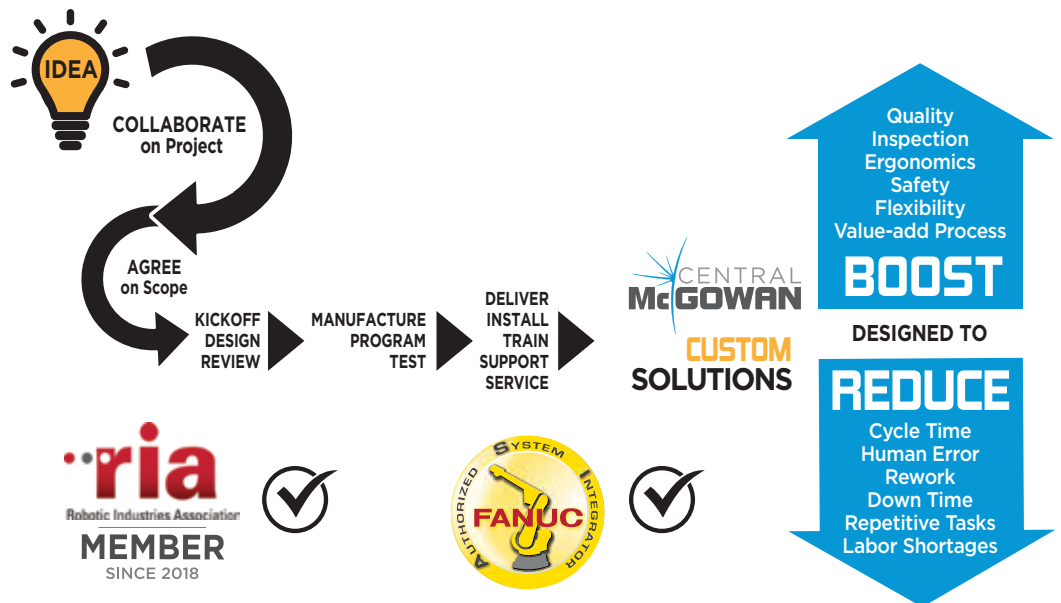 IDEA
COLLABORATE
on Project
AGREE
on Scope
KICKOFF
DESIGN
REVIEW
MANUFACTURE
PROGRAM
TEST
DELIVER
INSTALL
TRAIN
SUPPORT
SERVICE
CENTRAL
McGOWAN
CUSTOM
SOLUTIONS
Quality
Inspection
Ergonomics
Safety
Flexibility
Value-add Process
BOOST
DESIGNED TO
REDUCE
Cycle Time
Human Error
Rework
Down Time
Repetitive Tasks
Labor Shortages
ria
Robotic Industries Association
MEMBER
SINCE 2018
AUTHORIZED SYSTEM INTEGRATOR
FANUC